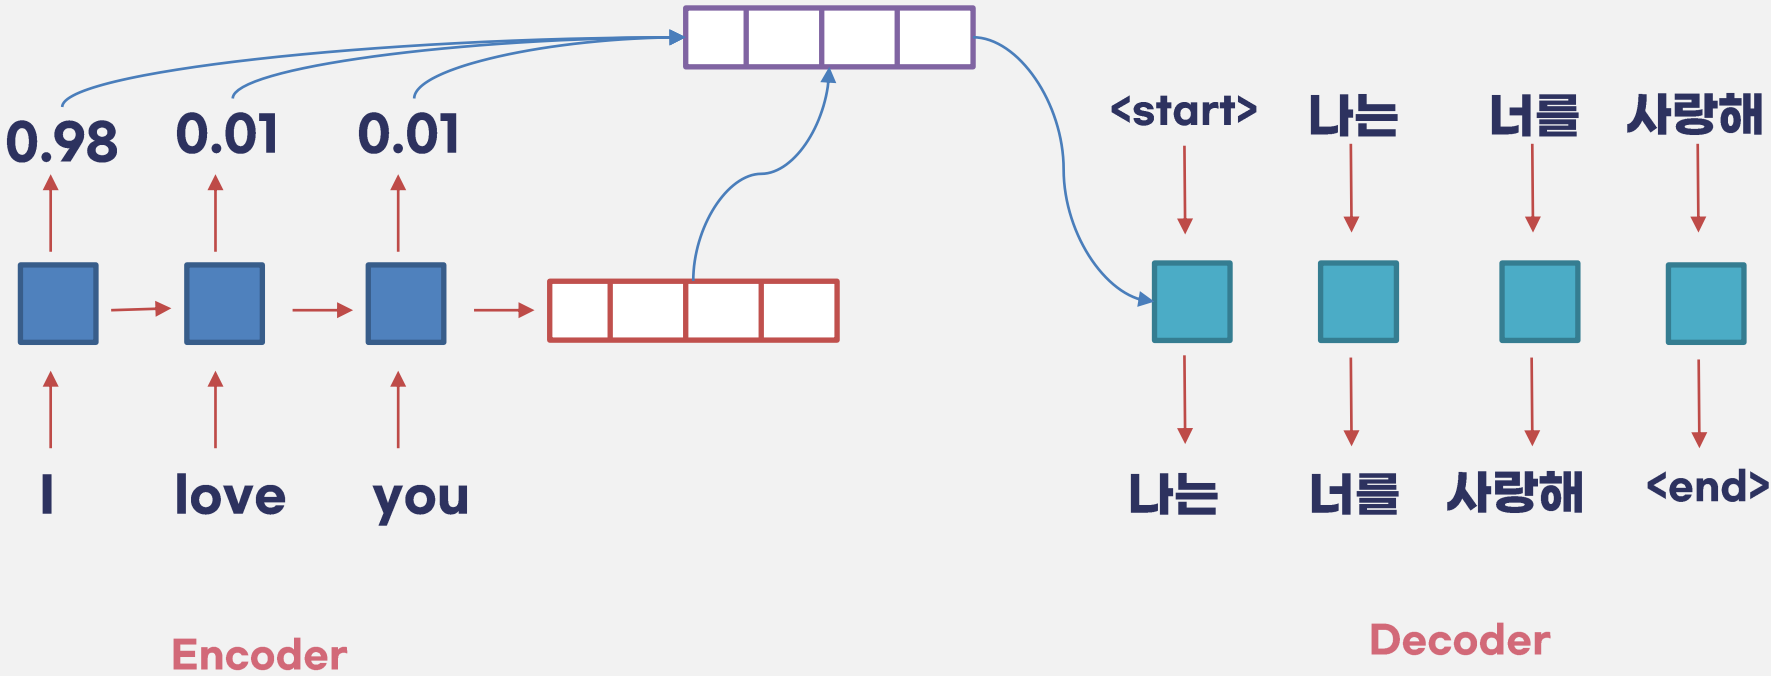 0.98 0.01 0.01
I love you
Encoder
<start> 나는 너를 사랑해
나는 너를 사랑해 <end>
Decoder